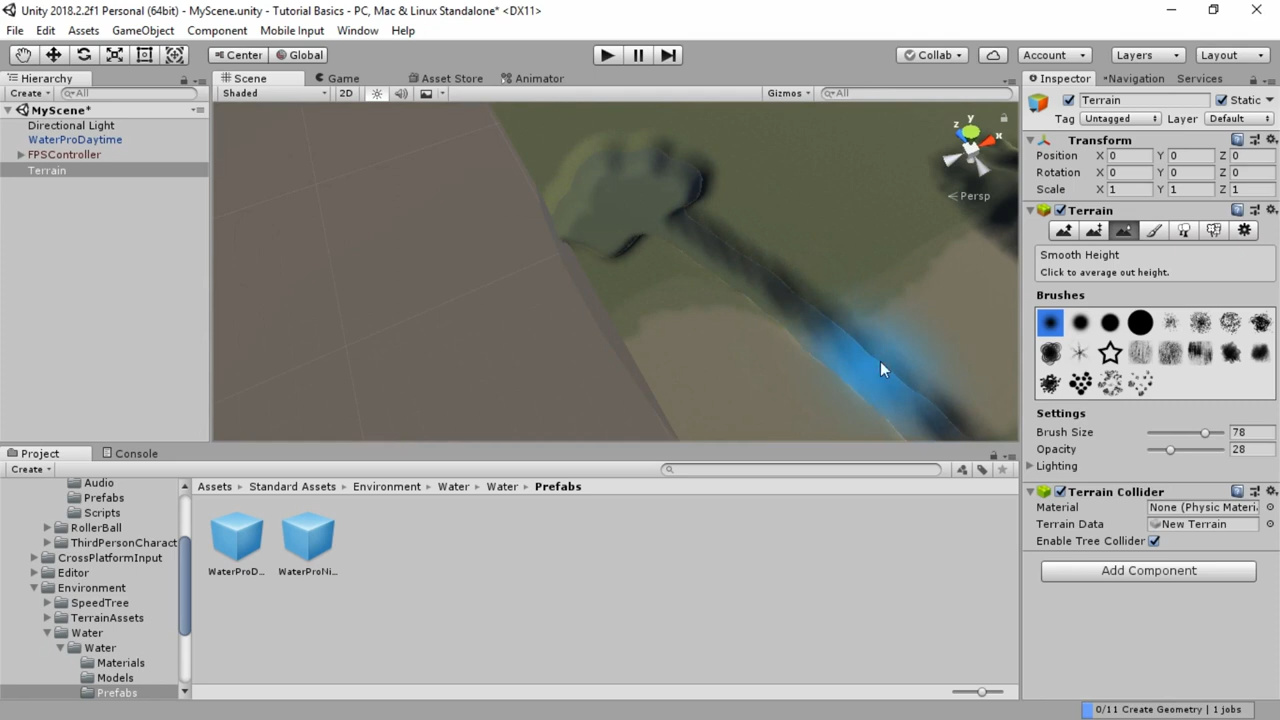 Unity 2018.2.2f1 Personal (64bit) - MyScene.unity - Tutorial Basics - PC, Mac & Linux Standalone* <DX11>
File Edit Assets GameObject Component Mobile Input Window Help
Center Global Collab Account Layers Layout
Hierarchy
Create All
MyScene*
Directional Light
WaterProDaytime
FPSController
Terrain
Scene Game Asset Store Animator
Shaded 2D Gizmos All
y
z x
Persp
Inspector Navigation Services
Terrain Static
Tag Untagged Layer Default
Transform
Position X 0 Y 0 Z 0
Rotation X 0 Y 0 Z 0
Scale X 1 Y 1 Z 1
Terrain
Smooth Height
Click to average out height.
Brushes
Settings
Brush Size 78
Opacity 28
Lighting
Terrain Collider
Material None (Physic Materi
Terrain Data New Terrain
Enable Tree Collider
Add Component
Project Console
Create
Audio
Prefabs
Scripts
RollerBall
ThirdPersonCharact
CrossPlatformInput
Editor
Environment
SpeedTree
TerrainAssets
Water
Water
Materials
Models
Prefabs
Assets Standard Assets Environment Water Water Prefabs
WaterProD... WaterProNi...
0/11 Create Geometry | 1 jobs